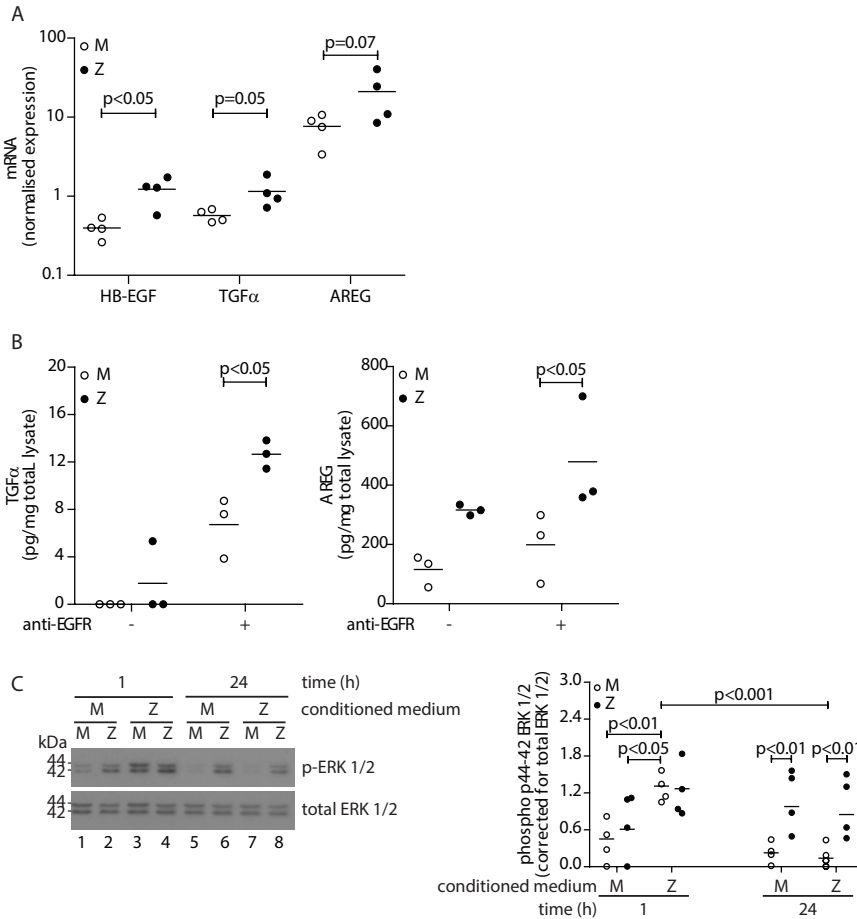 A
100
10
1
0.1
mRNA
(normalised expression)
M
Z
p<0.05
p=0.05
p=0.07
HB-EGF TGFα AREG
B
20
16
12
8
4
0
TGFα
(pg/mg totaL lysate)
M
Z
p<0.05
anti-EGFR - +
800
600
400
200
0
AREG
(pg/mg total lysate)
M
Z
p<0.05
anti-EGFR - +
C
1 24 time (h)
M Z M Z conditioned medium
M Z M Z M Z M Z
kDa
44
42
p-ERK 1/2
44
42
total ERK 1/2
1 2 3 4 5 6 7 8
3.0
2.4
1.8
1.2
0.6
0.0
phospho p44-42 ERK 1/2
(corrected for total ERK 1/2)
M
Z
p<0.001
p<0.01
p<0.05
p<0.01
p<0.01
conditioned medium M Z M Z
time (h) 1 24